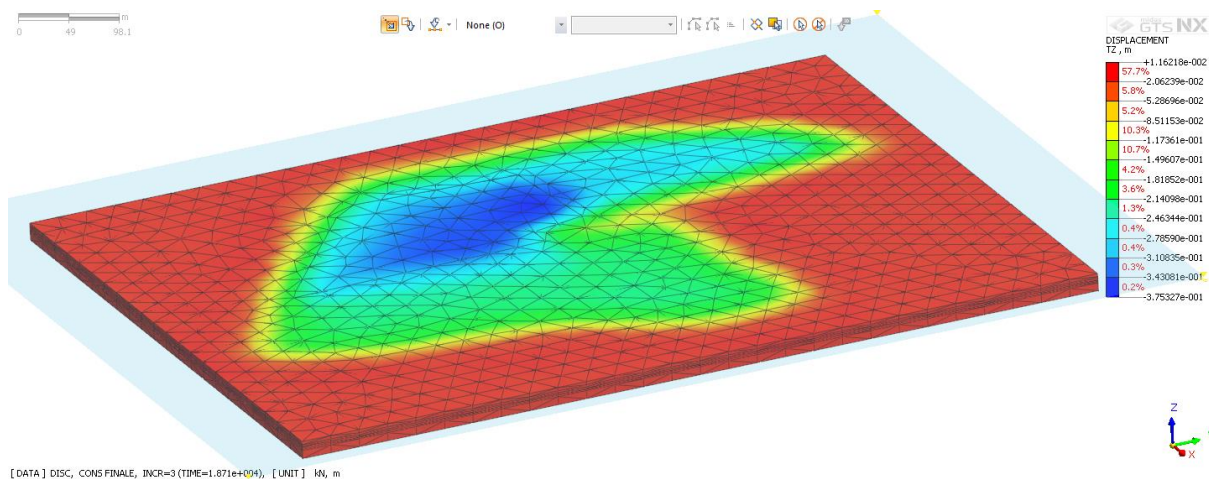 m
0 49 98.1
None (0)
midas
GTS NX
DISPLACEMENT
TZ , m
+1.16218e-002
57.7%
-2.06239e-002
5.8%
-5.28696e-002
5.2%
-8.51153e-002
10.3%
-1.17361e-001
10.7%
-1.49607e-001
4.2%
-1.81852e-001
3.6%
-2.14098e-001
1.3%
-2.46344e-001
0.4%
-2.78590e-001
0.4%
-3.10835e-001
0.3%
-3.43081e-001
0.2%
-3.75327e-001
Z
X
[ DATA ] DISC, CONS FINALE, INCR=3 (TIME=1.871e+004), [ UNIT ] kN, m